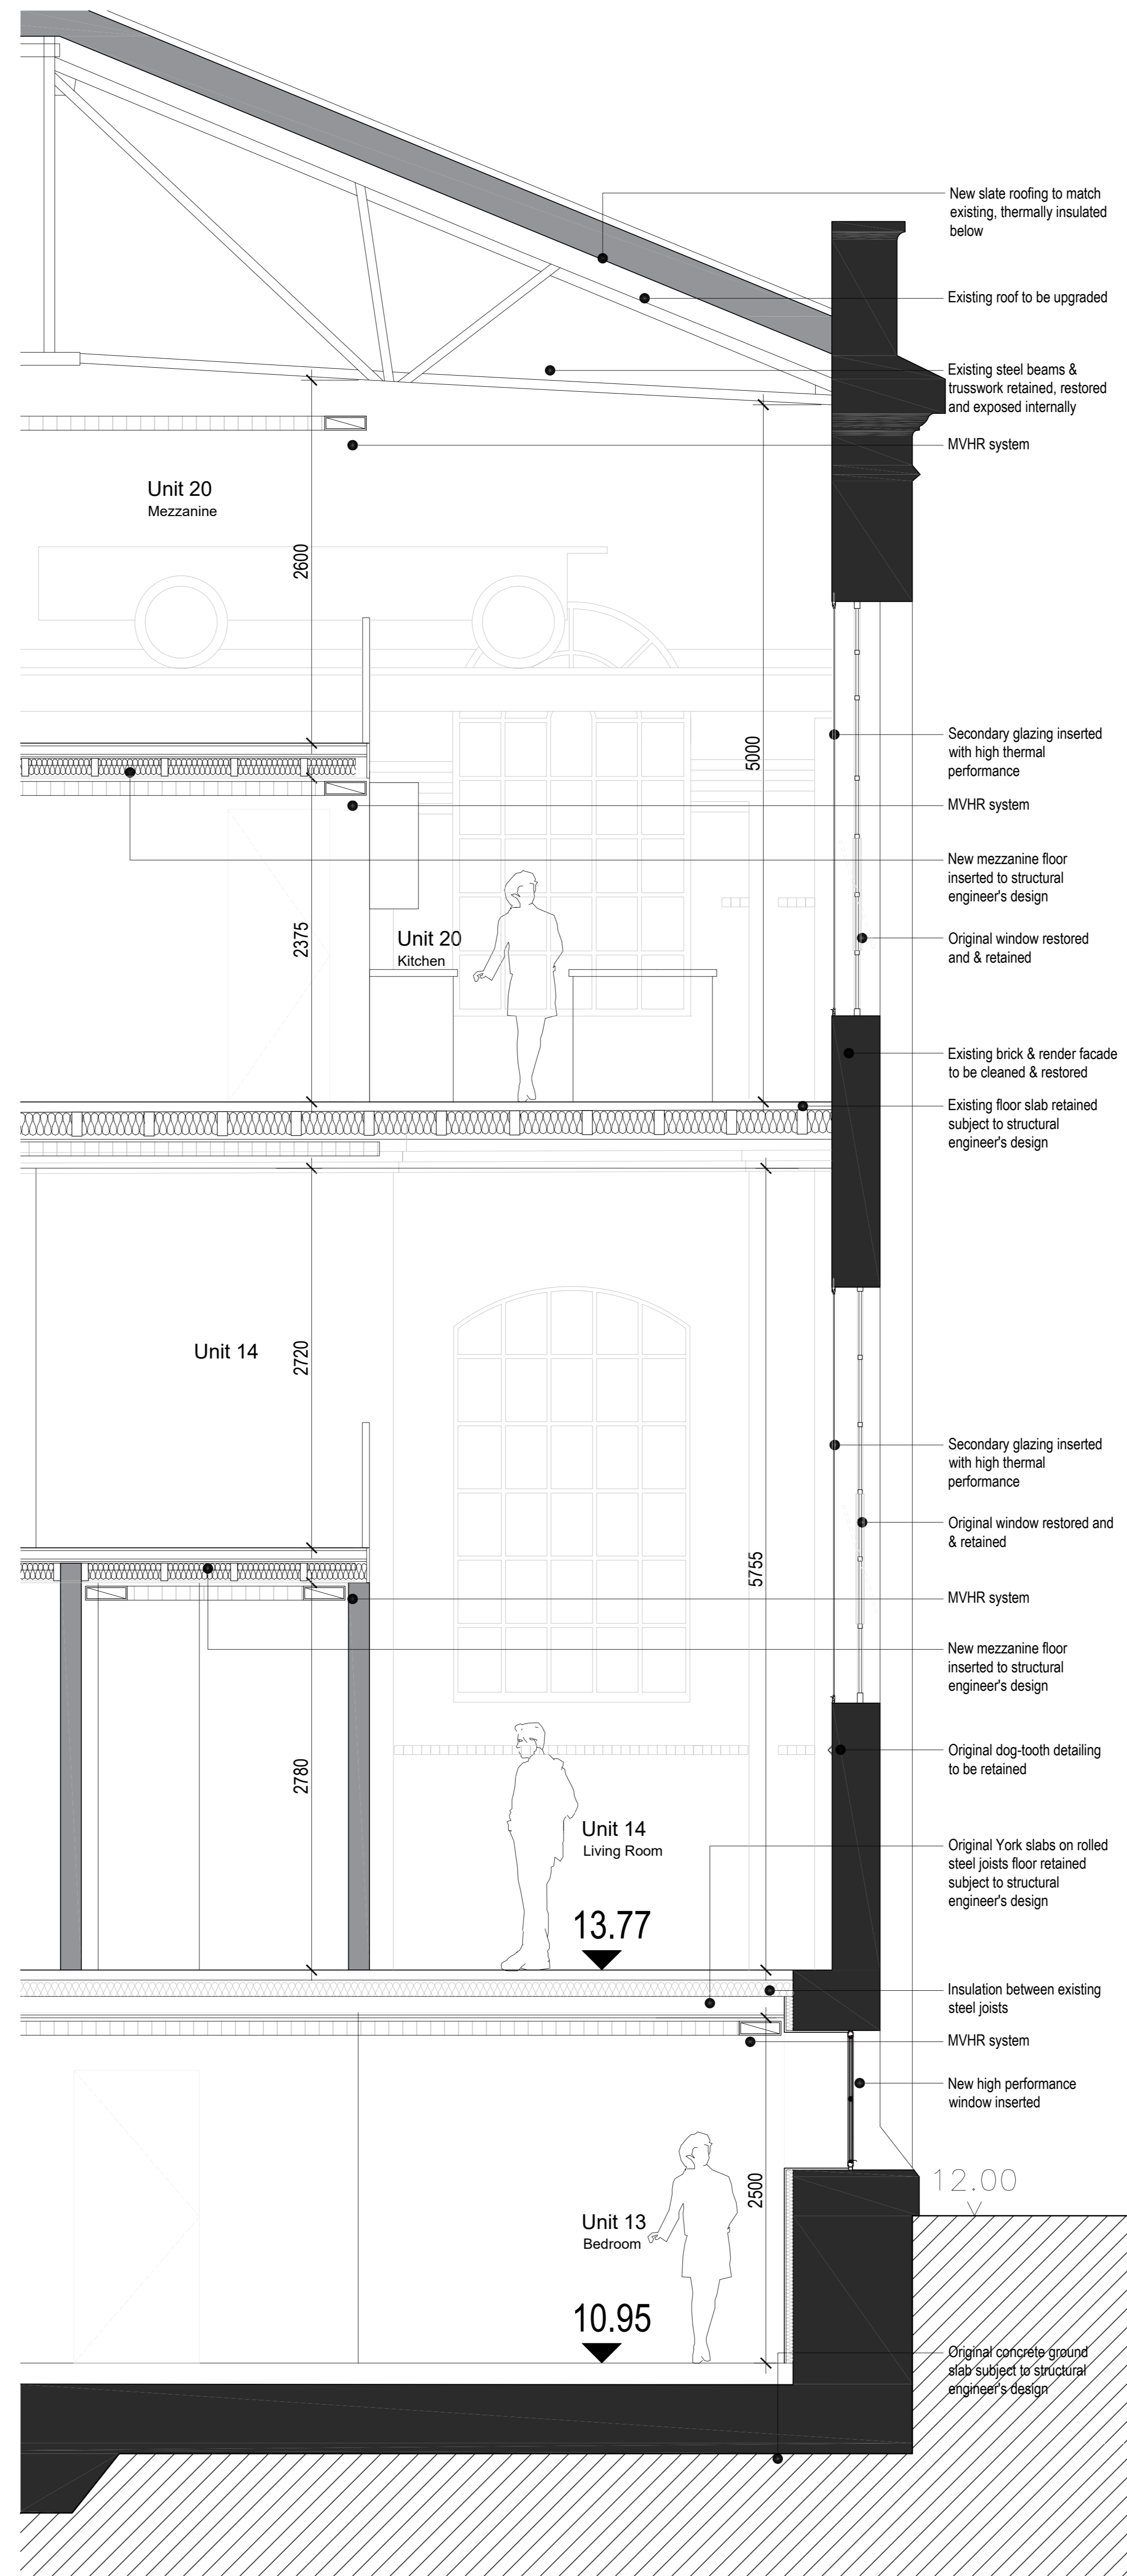 New slate roofing to match
existing, thermally insulated
below
Existing roof to be upgraded
Existing steel beams &
trusswork retained, restored
and exposed internally
MVHR system
Unit 20
Mezzanine
2600
5000
Secondary glazing inserted
with high thermal
performance
MVHR system
New mezzanine floor
inserted to structural
engineer's design
2375
Unit 20
Kitchen
Original window restored
and & retained
Existing brick & render facade
to be cleaned & restored
Existing floor slab retained
subject to structural
engineer's design
Unit 14
2720
Secondary glazing inserted
with high thermal
performance
Original window restored and
& retained
5755
MVHR system
New mezzanine floor
inserted to structural
engineer's design
2780
Original dog-tooth detailing
to be retained
Unit 14
Living Room
Original York slabs on rolled
steel joists floor retained
subject to structural
engineer's design
13.77
Insulation between existing
steel joists
MVHR system
New high performance
window inserted
12.00
2500
Unit 13
Bedroom
10.95
Original concrete ground
slab subject to structural
engineer's design